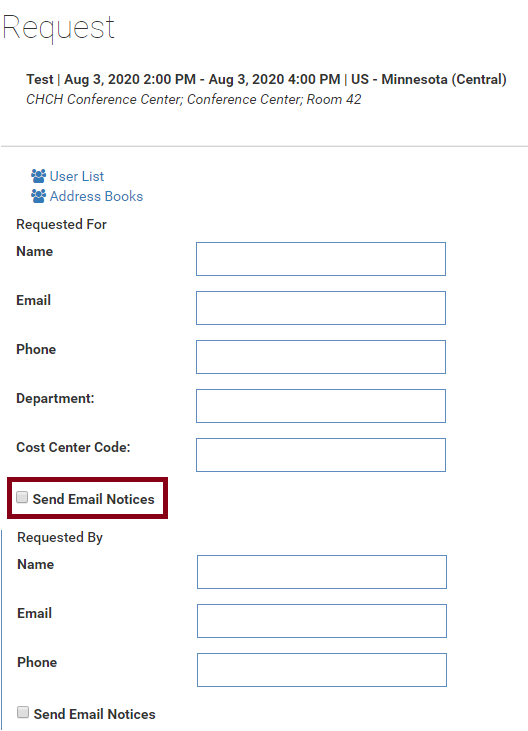 Request
Test | Aug 3, 2020 2:00 PM - Aug 3, 2020 4:00 PM | US - Minnesota (Central)
CHCH Conference Center; Conference Center; Room 42
User List
Address Books
Requested For
Name
Email
Phone
Department:
Cost Center Code:
Send Email Notices
Requested By
Name
Email
Phone
Send Email Notices